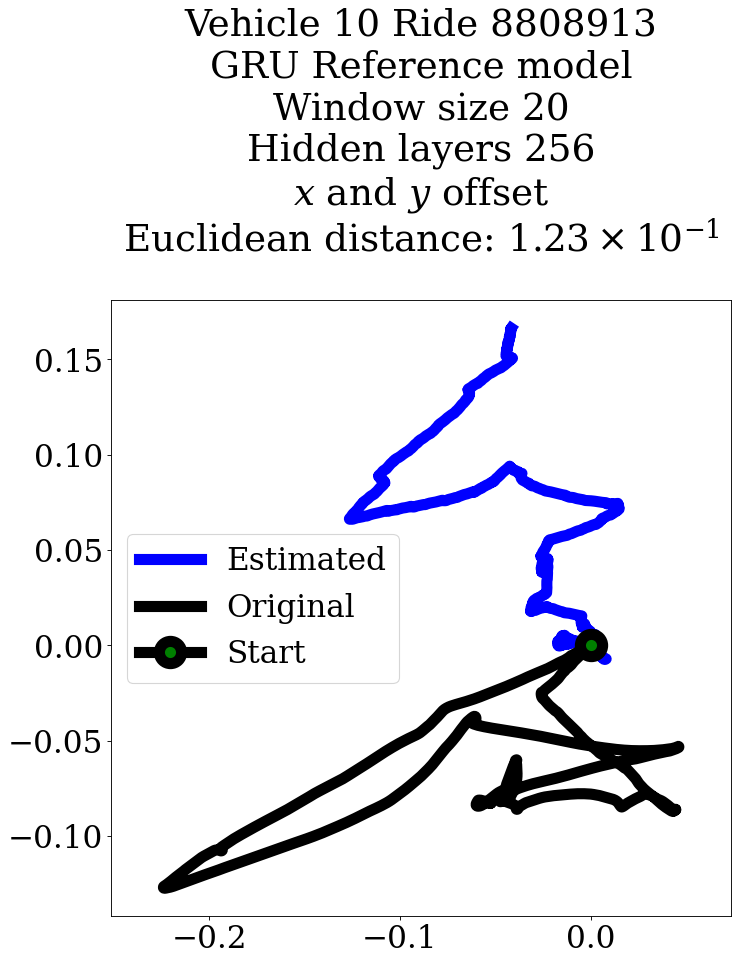 Vehicle 10 Ride 8808913
GRU Reference model
Window size 20
Hidden layers 256
x and y offset
Euclidean distance: 1.23 × 10⁻¹
0.15
0.10
0.05
0.00
−0.05
−0.10
Estimated
Original
Start
−0.2
−0.1
0.0